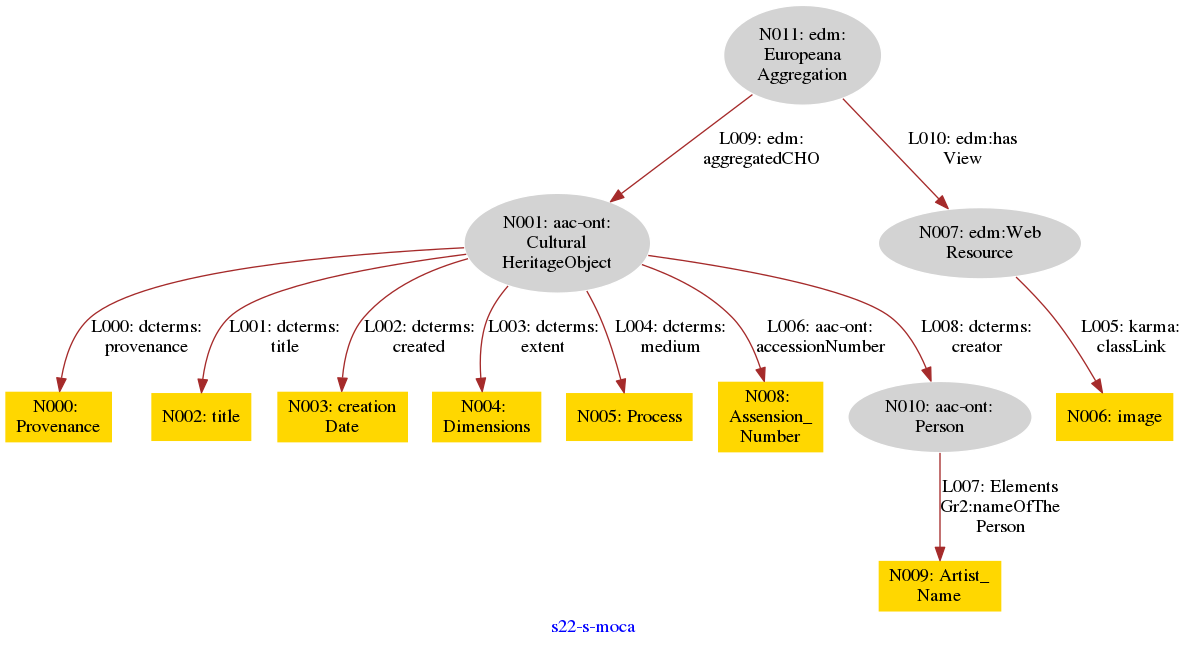 N011: edm:
Europeana
Aggregation
L009: edm:
aggregatedCHO
L010: edm:has
View
N001: aac-ont:
Cultural
HeritageObject
N007: edm:Web
Resource
L000: dcterms:
provenance
L001: dcterms:
title
L002: dcterms:
created
L003: dcterms:
extent
L004: dcterms:
medium
L006: aac-ont:
accessionNumber
L008: dcterms:
creator
L005: karma:
classLink
N000:
Provenance
N002: title
N003: creation
Date
N004:
Dimensions
N005: Process
N008:
Assension_
Number
N010: aac-ont:
Person
N006: image
L007: Elements
Gr2:nameOfThe
Person
N009: Artist_
Name
s22-s-moca